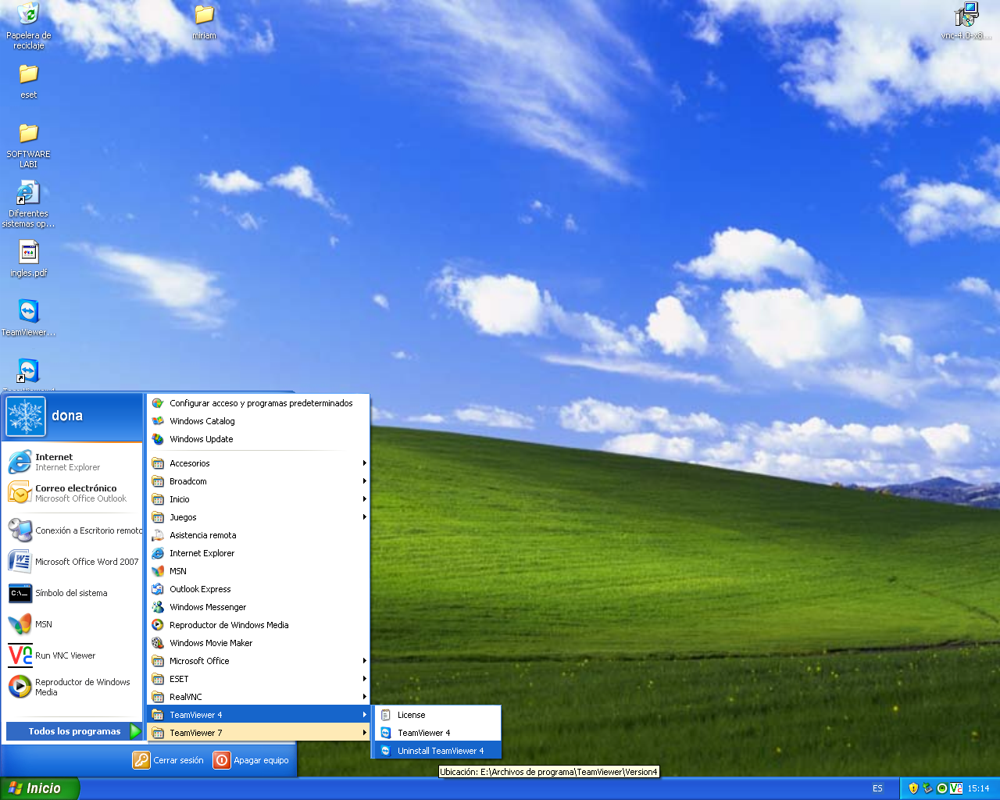 Papelera de
reciclaje
miriam
vnc-4.0-x8...
eset
SOFTWARE
LABI
Diferentes
sistemas op...
ingles.pdf
TeamViewer...
dona
Internet
Internet Explorer
Correo electrónico
Microsoft Office Outlook
Conexión a Escritorio remoto
Microsoft Office Word 2007
C:\_
Símbolo del sistema
MSN
Run VNC Viewer
Reproductor de Windows
Media
Todos los programas
Cerrar sesión
Apagar equipo
Configurar acceso y programas predeterminados
Windows Catalog
Windows Update
Accesorios
Broadcom
Inicio
Juegos
Asistencia remota
Internet Explorer
MSN
Outlook Express
Windows Messenger
Reproductor de Windows Media
Windows Movie Maker
Microsoft Office
ESET
RealVNC
TeamViewer 4
TeamViewer 7
License
TeamViewer 4
Uninstall TeamViewer 4
Ubicación: E:\Archivos de programa\TeamViewer\Version4
Inicio
ES
15:14